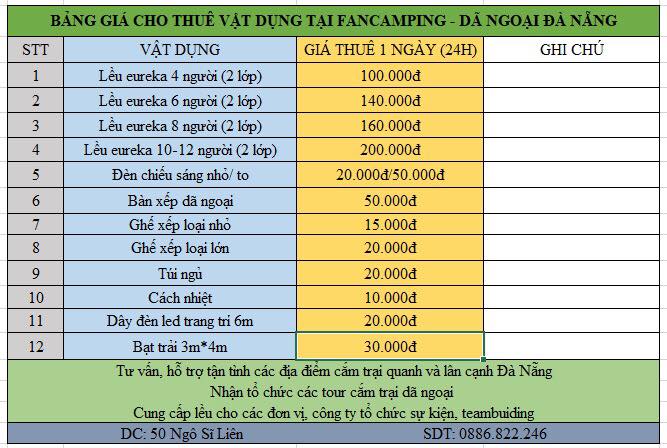 BẢNG GIÁ CHO THUÊ VẬT DỤNG TẠI FANCAMPING - DÃ NGOẠI ĐÀ NẴNG
STT VẬT DỤNG GIÁ THUÊ 1 NGÀY (24H) GHI CHÚ
1 Lều eureka 4 người (2 lớp) 100.000đ
2 Lều eureka 6 người (2 lớp) 140.000đ
3 Lều eureka 8 người (2 lớp) 160.000đ
4 Lều eureka 10-12 người (2 lớp) 200.000đ
5 Đèn chiếu sáng nhỏ/ to 20.000đ/50.000đ
6 Bàn xếp dã ngoại 50.000đ
7 Ghế xếp loại nhỏ 15.000đ
8 Ghế xếp loại lớn 20.000đ
9 Túi ngủ 20.000đ
10 Cách nhiệt 10.000đ
11 Dây đèn led trang trí 6m 20.000đ
12 Bạt trải 3m*4m 30.000đ
Tư vấn, hỗ trợ tận tình các địa điểm cắm trại quanh và lân cạnh Đà Nẵng
Nhận tổ chức các tour cắm trại dã ngoại
Cung cấp lều cho các đơn vị, công ty tổ chức sự kiện, teambuiding
DC: 50 Ngô Sĩ Liên SDT: 0886.822.246